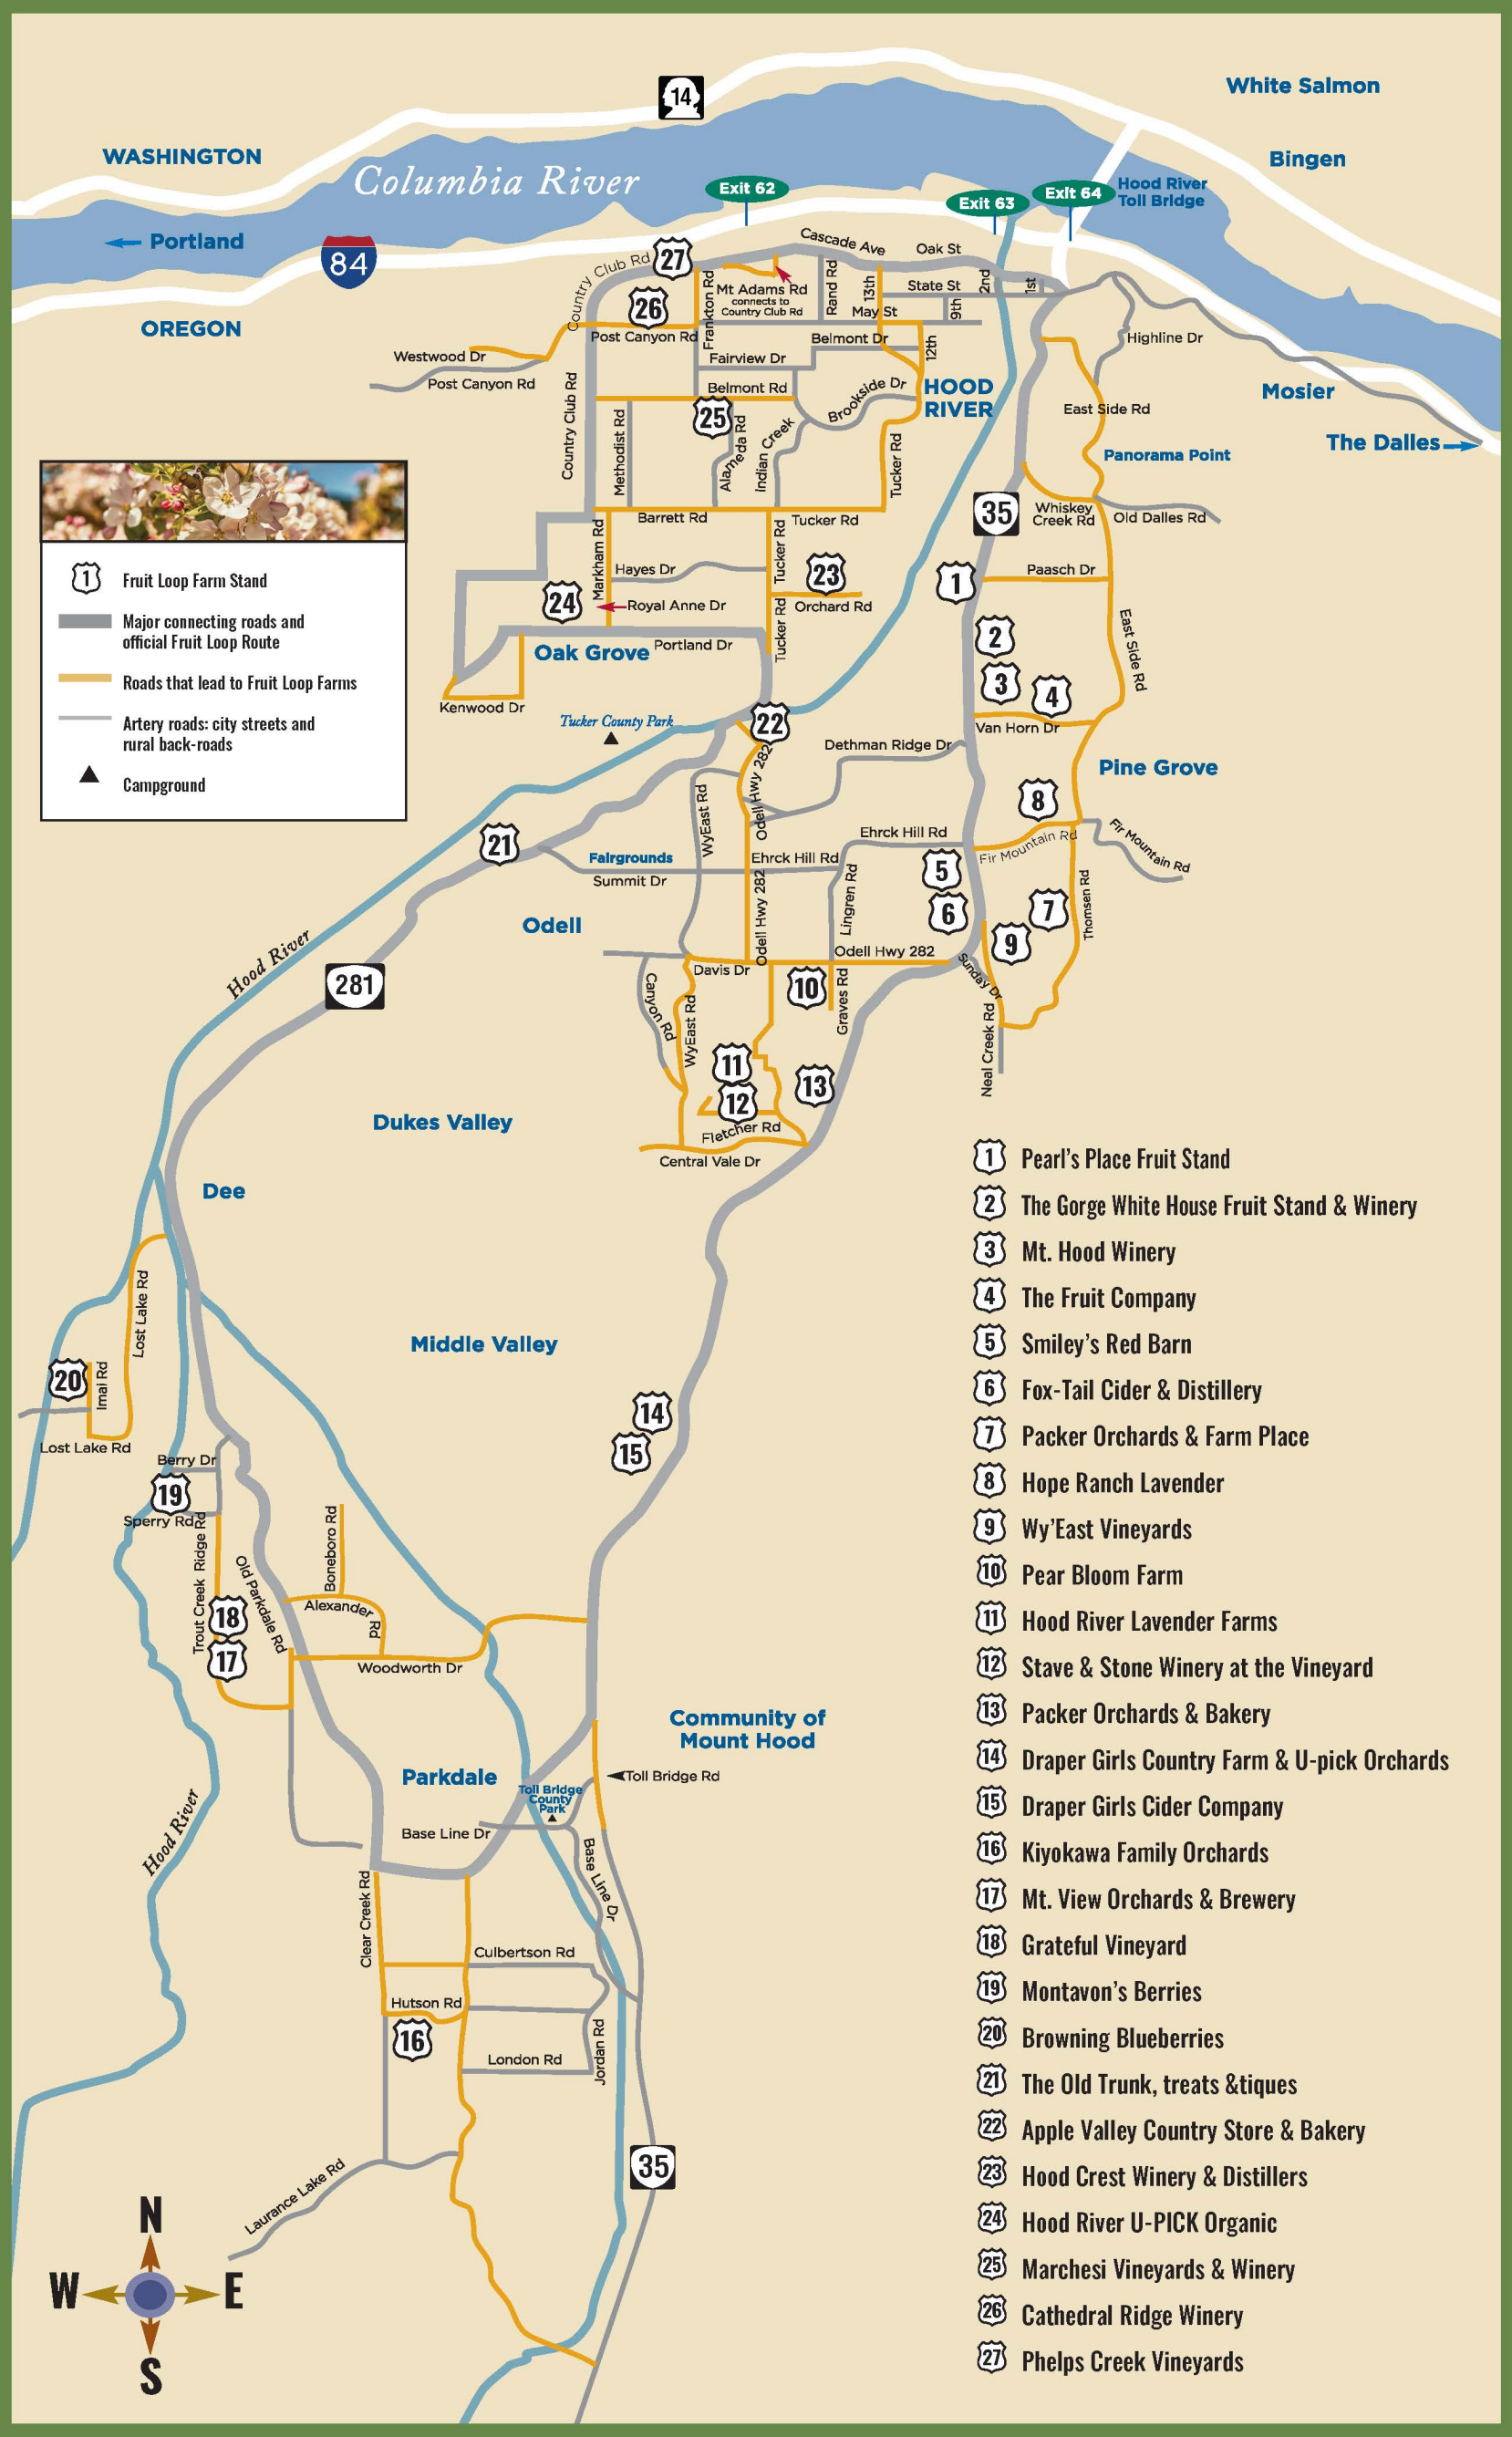 14
White Salmon
WASHINGTON
Bingen
Columbia River
Exit 62
Exit 63
Exit 64
Hood River
Toll Bridge
Portland
84
OREGON
Country Club Rd
27
Cascade Ave
Oak St
Mt Adams Rd
connects to
Country Club Rd
Frankton Rd
Rand Rd
13th
State St
2nd
1st
9th
May St
26
Post Canyon Rd
Belmont Dr
12th
Highline Dr
Westwood Dr
Post Canyon Rd
Fairview Dr
Country Club Rd
Belmont Rd
Brookside Dr
HOOD
RIVER
Mosier
East Side Rd
25
Methodist Rd
Alameda Rd
Indian Creek
Tucker Rd
The Dalles
Panorama Point
35
Whiskey
Creek Rd
Old Dalles Rd
Barrett Rd
Tucker Rd
Markham Rd
Tucker Rd
Hayes Dr
23
1
Paasch Dr
24
Royal Anne Dr
Orchard Rd
Tucker Rd
2
East Side Rd
Oak Grove
Portland Dr
3
4
Kenwood Dr
Tucker County Park
22
Van Horn Dr
Dethman Ridge Dr
Pine Grove
Odell Hwy 282
WyEast Rd
8
21
Ehrck Hill Rd
Fir Mountain Rd
Fir Mountain Rd
Fairgrounds
Ehrck Hill Rd
Summit Dr
5
Lingren Rd
Odell Hwy 282
6
7
Thomsen Rd
Odell
9
Odell Hwy 282
Hood River
281
Davis Dr
10
Canyon Rd
WyEast Rd
Graves Rd
Sunday Dr
Neal Creek Rd
11
12
13
Fletcher Rd
Central Vale Dr
Dukes Valley
Dee
Lost Lake Rd
Middle Valley
20
Imai Rd
Lost Lake Rd
14
15
Berry Dr
19
Sperry Rd
Trout Creek Ridge Rd
Old Parkdale Rd
Boneboro Rd
Alexander
Rd
18
17
Woodworth Dr
Community of
Mount Hood
Parkdale
Toll Bridge
County
Park
Toll Bridge Rd
Base Line Dr
Base Line Dr
Hood River
Clear Creek Rd
Culbertson Rd
Hutson Rd
16
London Rd
Jordan Rd
35
Laurance Lake Rd
N
W
E
S
1 Fruit Loop Farm Stand
Major connecting roads and
official Fruit Loop Route
Roads that lead to Fruit Loop Farms
Artery roads: city streets and
rural back-roads
Campground
1 Pearl's Place Fruit Stand
2 The Gorge White House Fruit Stand & Winery
3 Mt. Hood Winery
4 The Fruit Company
5 Smiley's Red Barn
6 Fox-Tail Cider & Distillery
7 Packer Orchards & Farm Place
8 Hope Ranch Lavender
9 Wy'East Vineyards
10 Pear Bloom Farm
11 Hood River Lavender Farms
12 Stave & Stone Winery at the Vineyard
13 Packer Orchards & Bakery
14 Draper Girls Country Farm & U-pick Orchards
15 Draper Girls Cider Company
16 Kiyokawa Family Orchards
17 Mt. View Orchards & Brewery
18 Grateful Vineyard
19 Montavon's Berries
20 Browning Blueberries
21 The Old Trunk, treats &tiques
22 Apple Valley Country Store & Bakery
23 Hood Crest Winery & Distillers
24 Hood River U-PICK Organic
25 Marchesi Vineyards & Winery
26 Cathedral Ridge Winery
27 Phelps Creek Vineyards